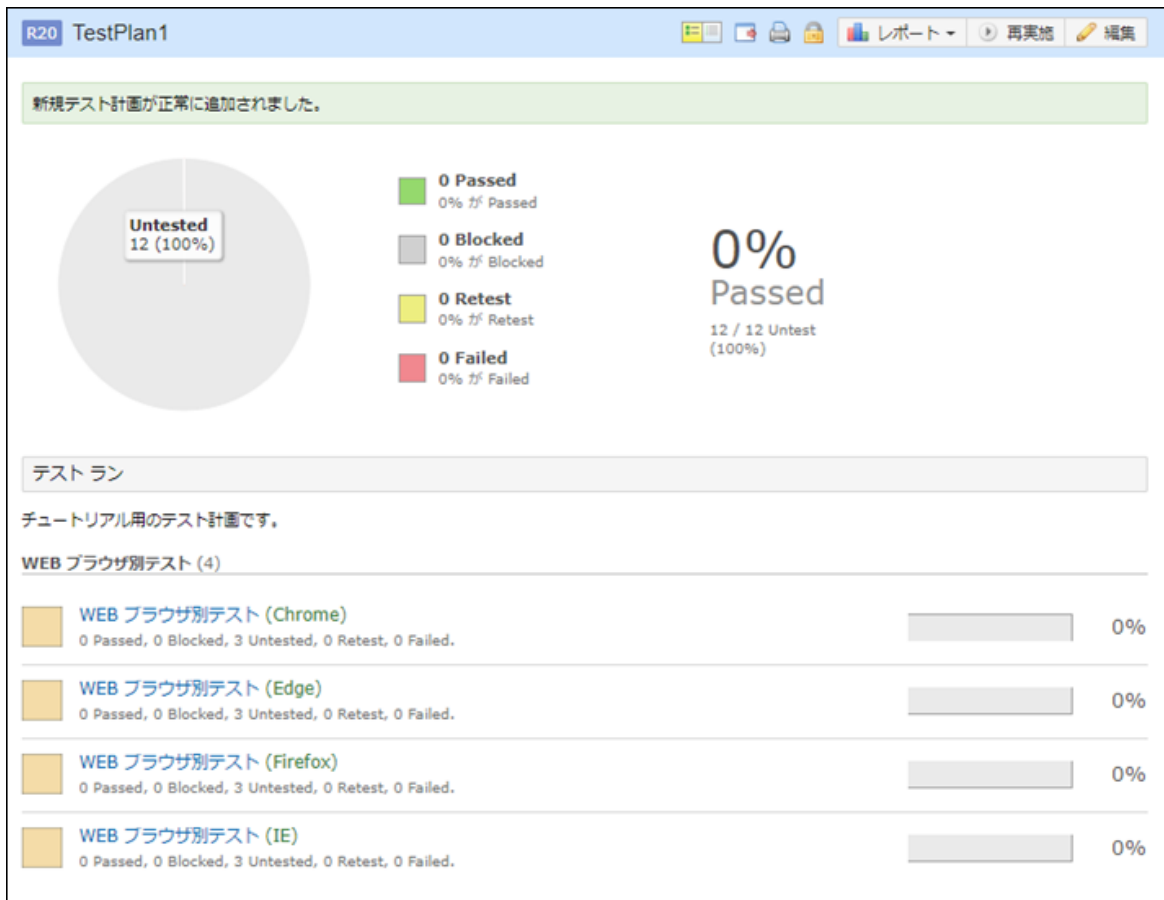 R20 TestPlan1
レポート 再実施 編集
新規テスト計画が正常に追加されました。
Untested
12 (100%)
0 Passed
0% が Passed
0 Blocked
0% が Blocked
0 Retest
0% が Retest
0 Failed
0% が Failed
0%
Passed
12 / 12 Untest
(100%)
テスト ラン
チュートリアル用のテスト計画です。
WEB ブラウザ別テスト (4)
WEB ブラウザ別テスト (Chrome)
0 Passed, 0 Blocked, 3 Untested, 0 Retest, 0 Failed.
0%
WEB ブラウザ別テスト (Edge)
0 Passed, 0 Blocked, 3 Untested, 0 Retest, 0 Failed.
0%
WEB ブラウザ別テスト (Firefox)
0 Passed, 0 Blocked, 3 Untested, 0 Retest, 0 Failed.
0%
WEB ブラウザ別テスト (IE)
0 Passed, 0 Blocked, 3 Untested, 0 Retest, 0 Failed.
0%